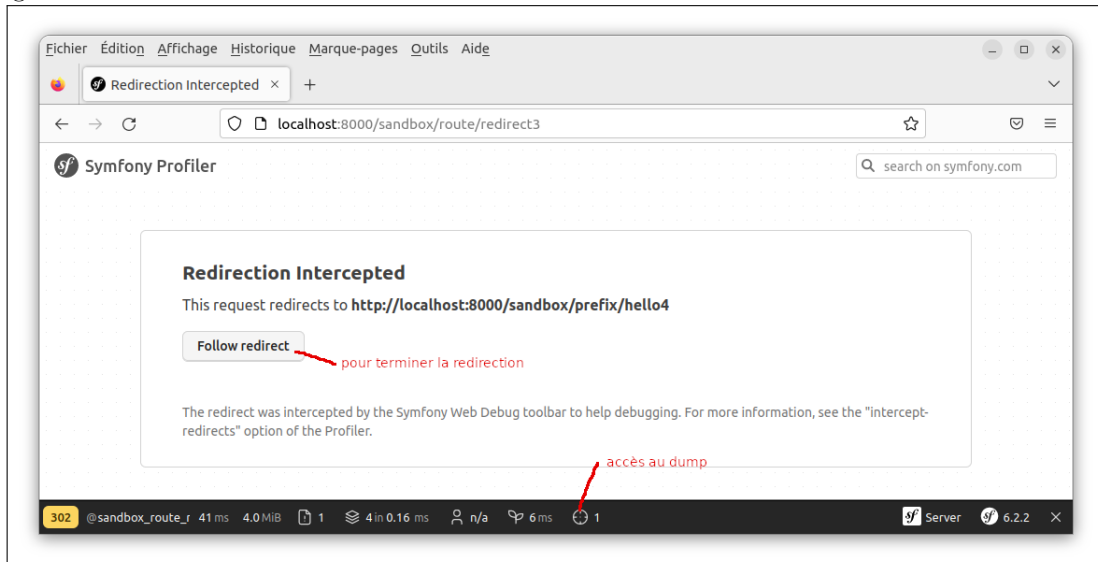 Fichier Édition Affichage Historique Marque-pages Outils Aide
Redirection Intercepted
localhost:8000/sandbox/route/redirect3
Symfony Profiler
search on symfony.com
Redirection Intercepted
This request redirects to http://localhost:8000/sandbox/prefix/hello4
Follow redirect
pour terminer la redirection
The redirect was intercepted by the Symfony Web Debug toolbar to help debugging. For more information, see the "intercept-
redirects" option of the Profiler.
accès au dump
302 @sandbox_route_r 41 ms 4.0 MiB 1 4 in 0.16 ms n/a 6 ms 1 sf Server sf 6.2.2